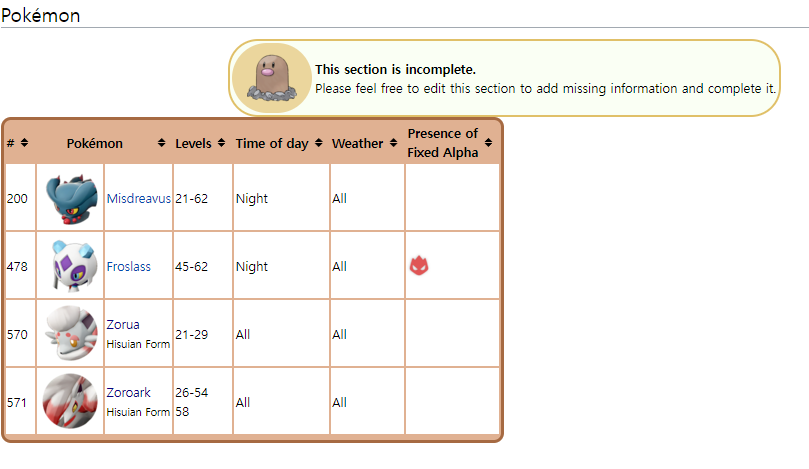 Pokémon
This section is incomplete.
Please feel free to edit this section to add missing information and complete it.
# Pokémon Levels Time of day Weather Presence of
Fixed Alpha
200 Misdreavus 21-62 Night All
478 Froslass 45-62 Night All
570 Zorua 21-29 All All
Hisuian Form
571 Zoroark 26-54 All All
Hisuian Form 58